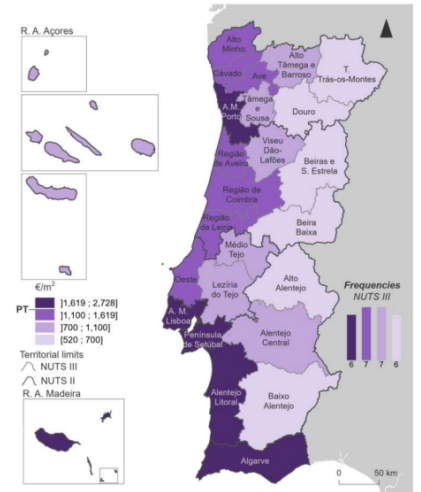 R. A. Açores
Alto
Minho
Cávado
Ave
Alto
Tâmega e
Barroso
T.
Trás-os-Montes
A.M.
Porto
Tâmega
e
Sousa
Douro
Viseu
Dão-
Lafões
Região
de Aveiro
Beiras e
S. Estrela
Região de
Coimbra
Região
de Leiria
Beira
Baixa
Médio
Tejo
Oeste
Lezíria
do Tejo
Alto
Alentejo
A. M.
Lisboa
Península
de Setúbal
Alentejo
Central
Alentejo
Litoral
Baixo
Alentejo
Algarve
€/m²
PT
]1,619 ; 2,728]
]1,100 ; 1,619]
]700 ; 1,100]
[520 ; 700]
Territorial limits
NUTS III
NUTS II
R. A. Madeira
Frequencies
NUTS III
6 7 7 6
0 50 km